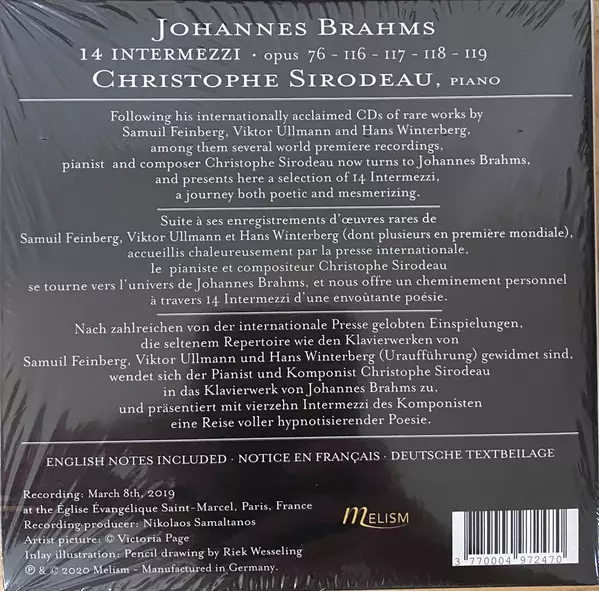 JOHANNES BRAHMS
14 INTERMEZZI · opus 76 – 116 – 117 – 118 – 119
CHRISTOPHE SIRODEAU, PIANO
Following his internationally acclaimed CDs of rare works by
Samuil Feinberg, Viktor Ullmann and Hans Winterberg,
among them several world premiere recordings,
pianist and composer Christophe Sirodeau now turns to Johannes Brahms,
and presents here a selection of 14 Intermezzi,
a journey both poetic and mesmerizing.
Suite à ses enregistrements d'œuvres rares de
Samuil Feinberg, Viktor Ullmann et Hans Winterberg (dont plusieurs en première mondiale),
accueillis chaleureusement par la presse internationale,
le pianiste et compositeur Christophe Sirodeau
se tourne vers l'univers de Johannes Brahms, et nous offre un cheminement personnel
à travers 14 Intermezzi d'une envoûtante poésie.
Nach zahlreichen von der internationale Presse gelobten Einspielungen,
die seltenem Repertoire wie den Klavierwerken von
Samuil Feinberg, Viktor Ullmann und Hans Winterberg (Uraufführung) gewidmet sind,
wendet sich der Pianist und Komponist Christophe Sirodeau
in das Klavierwerk von Johannes Brahms zu,
und präsentiert mit vierzehn Intermezzi des Komponisten
eine Reise voller hypnotisierender Poesie.
ENGLISH NOTES INCLUDED · NOTICE EN FRANÇAIS · DEUTSCHE TEXTBEILAGE
Recording: March 8th, 2019
at the Église Évangélique Saint-Marcel, Paris, France
Recording producer: Nikolaos Samaltanos
Artist picture: © Victoria Page
Inlay illustration: Pencil drawing by Riek Wesseling
℗ & © 2020 Melism - Manufactured in Germany.
MELISM
3 770004 972470